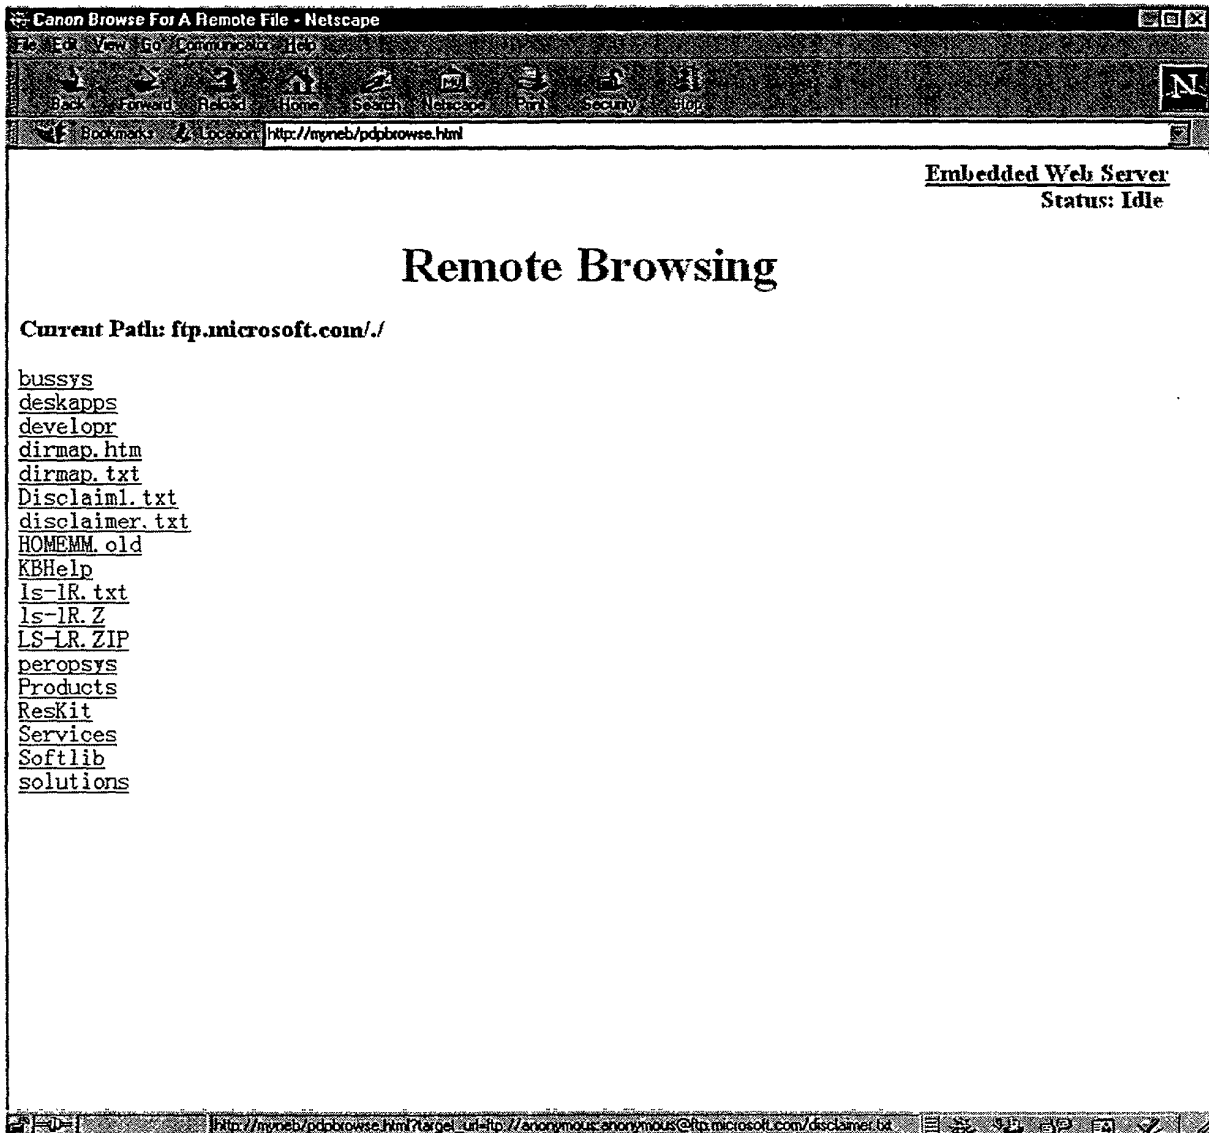 Canon Browse For A Remote File - Netscape
File Edit View Go Communicator Help
Back Forward Reload Home Search Netscape Print Security Stop
N
Bookmarks Location: http://myneb/pdpbrowse.html
Embedded Web Server
Status: Idle
Remote Browsing
Current Path: ftp.microsoft.com/./
bussys
deskapps
developr
dirmap.htm
dirmap.txt
Disclaim1.txt
disclaimer.txt
HOMEMM.old
KBHelp
ls-lR.txt
ls-lR.Z
LS-LR.ZIP
peropsys
Products
ResKit
Services
Softlib
solutions
http://myneb/pdpbrowse.html?target_url=ftp://anonymous:anonymous@ftp.microsoft.com/disclaimer.txt